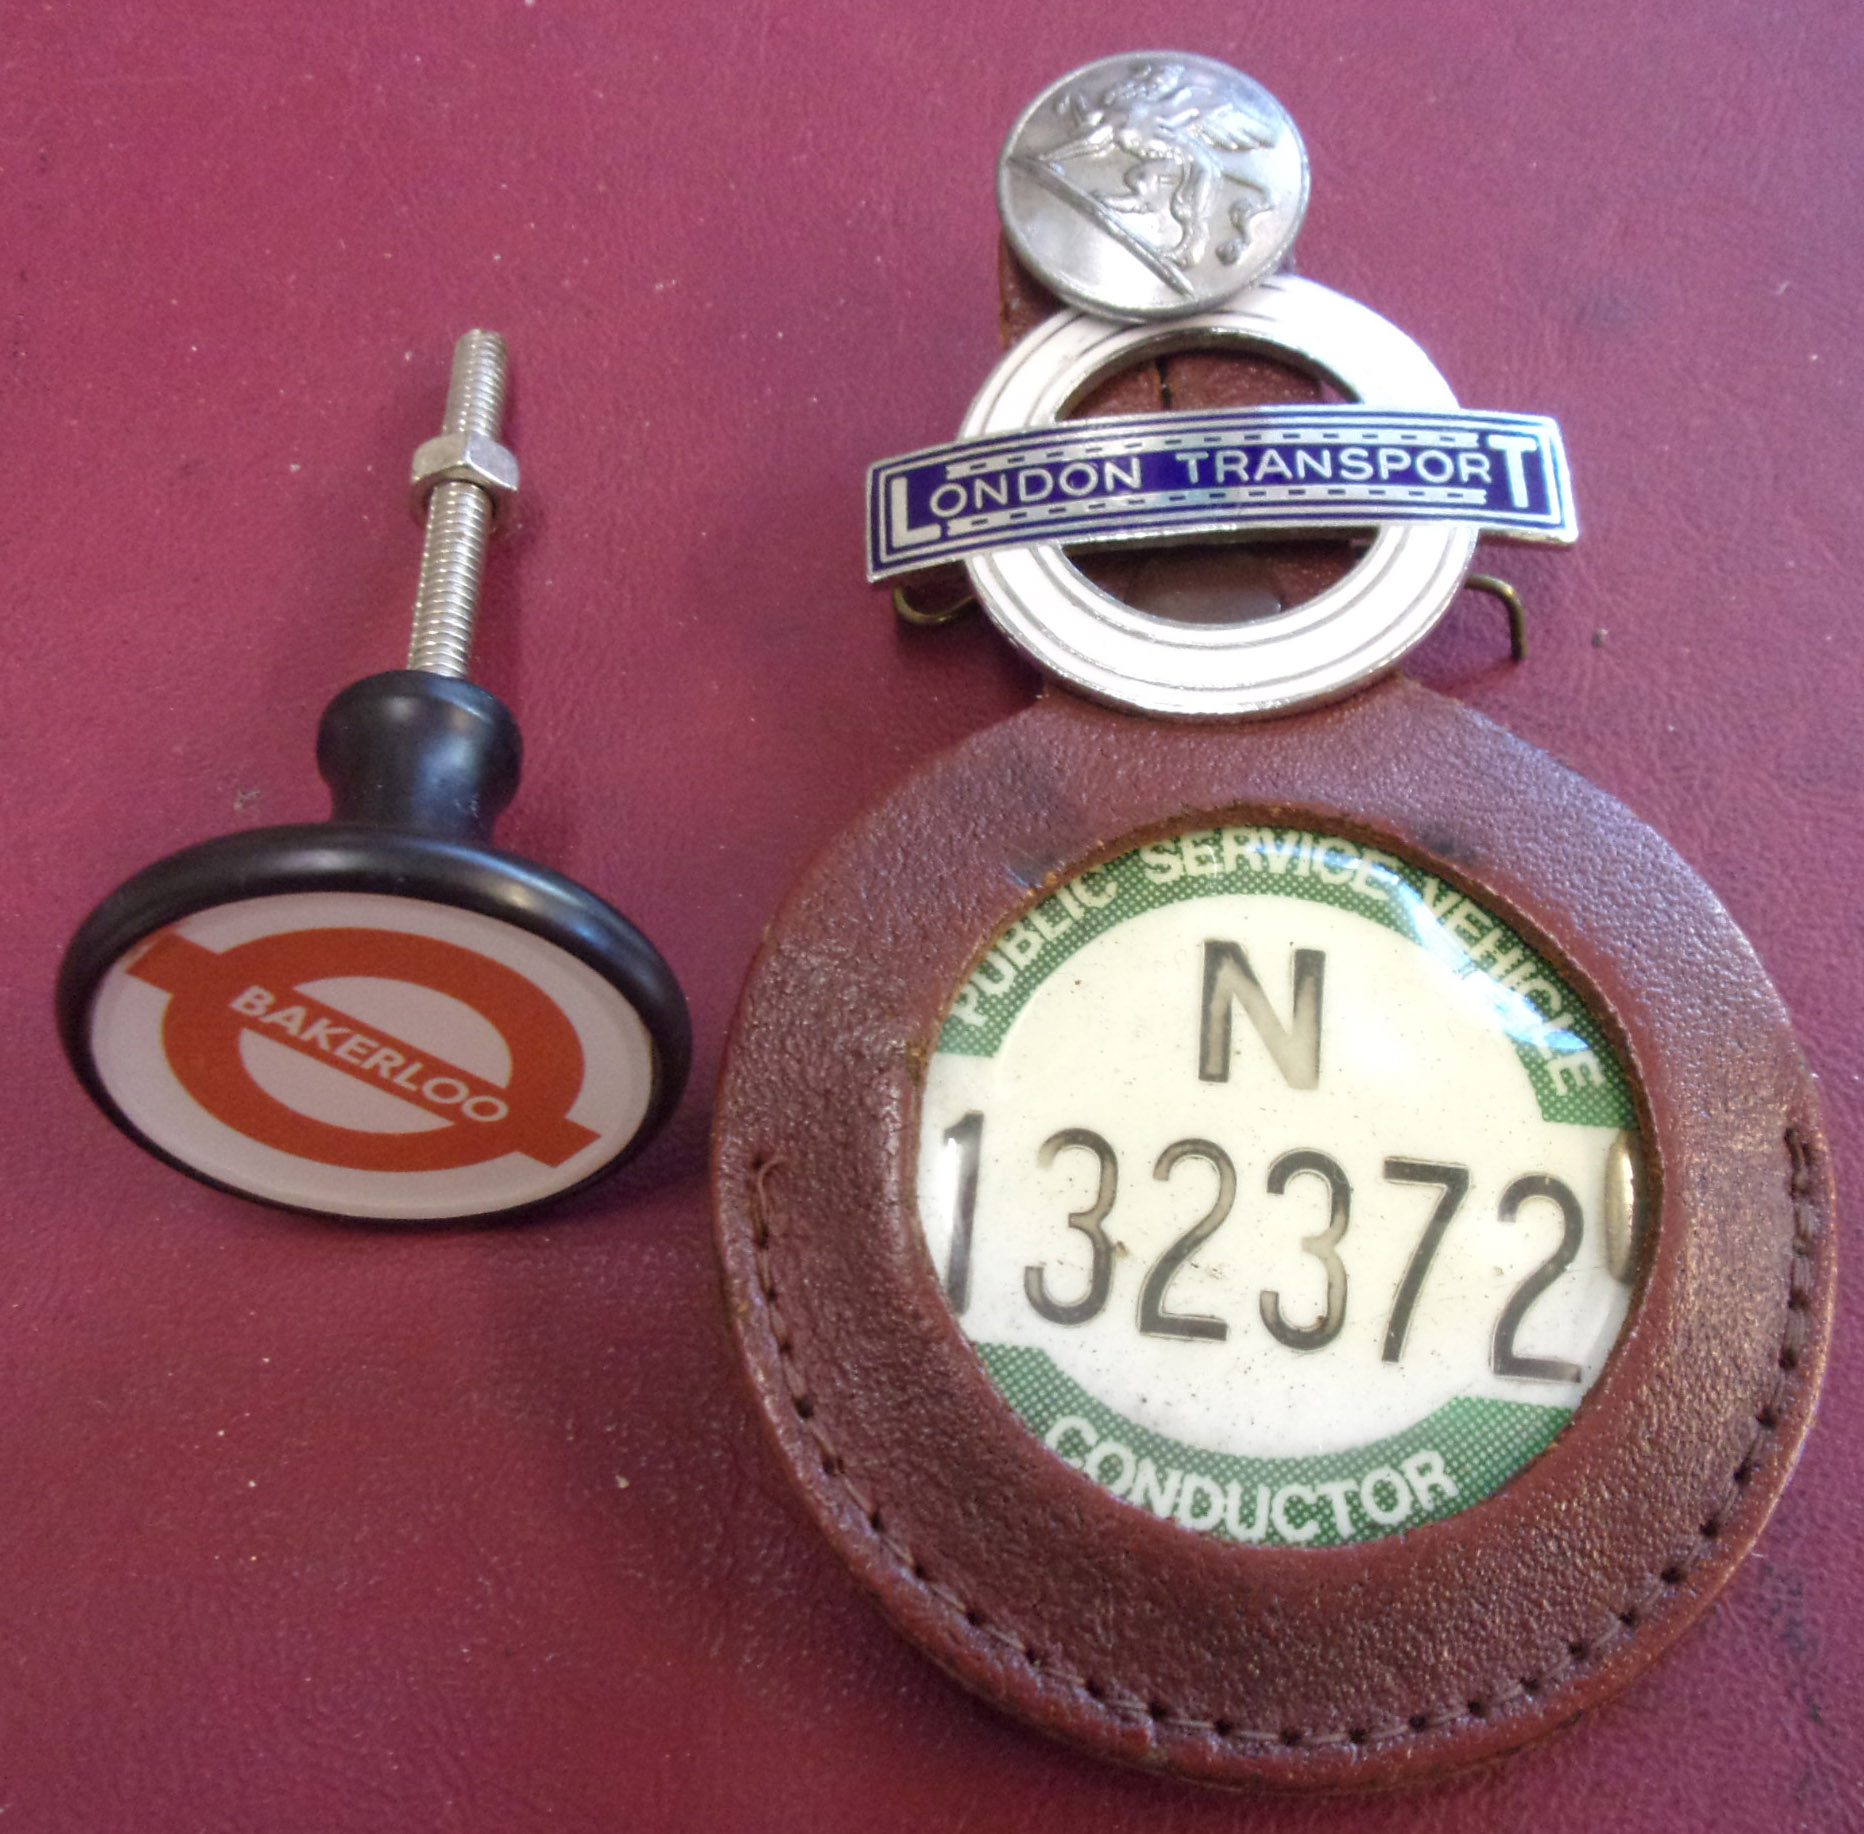 LONDON TRANSPORT
PUBLIC SERVICE VEHICLE
N
132372
CONDUCTOR
BAKERLOO